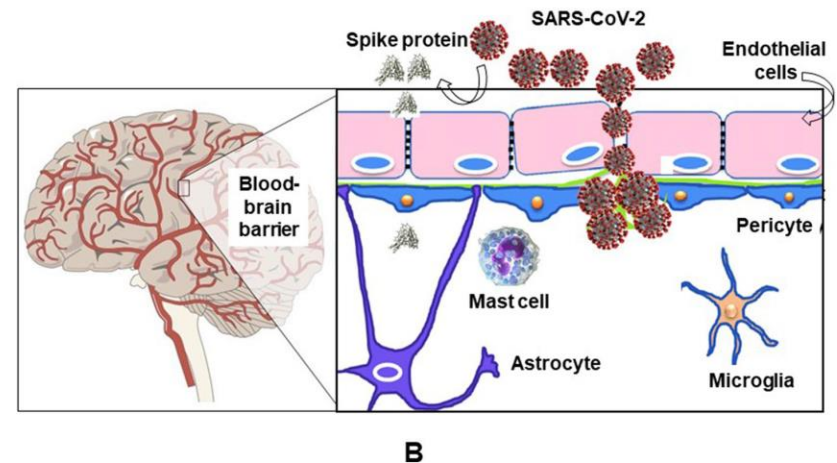 SARS-CoV-2
Spike protein
Endothelial
cells
Blood-
brain
barrier
Pericyte
Mast cell
Astrocyte
Microglia
B